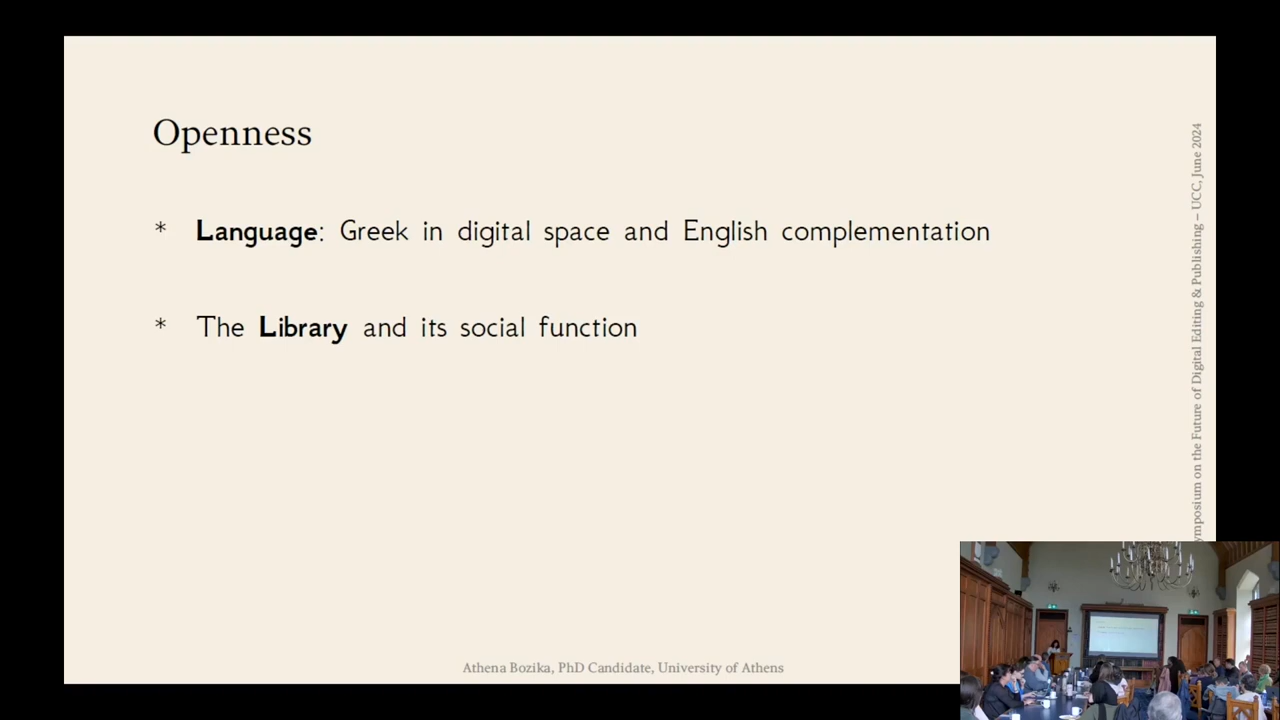 Openness
* Language: Greek in digital space and English complementation
* The Library and its social function
ymposium on the Future of Digital Editing & Publishing – UCC, June 2024
Athena Bozika, PhD Candidate, University of Athens